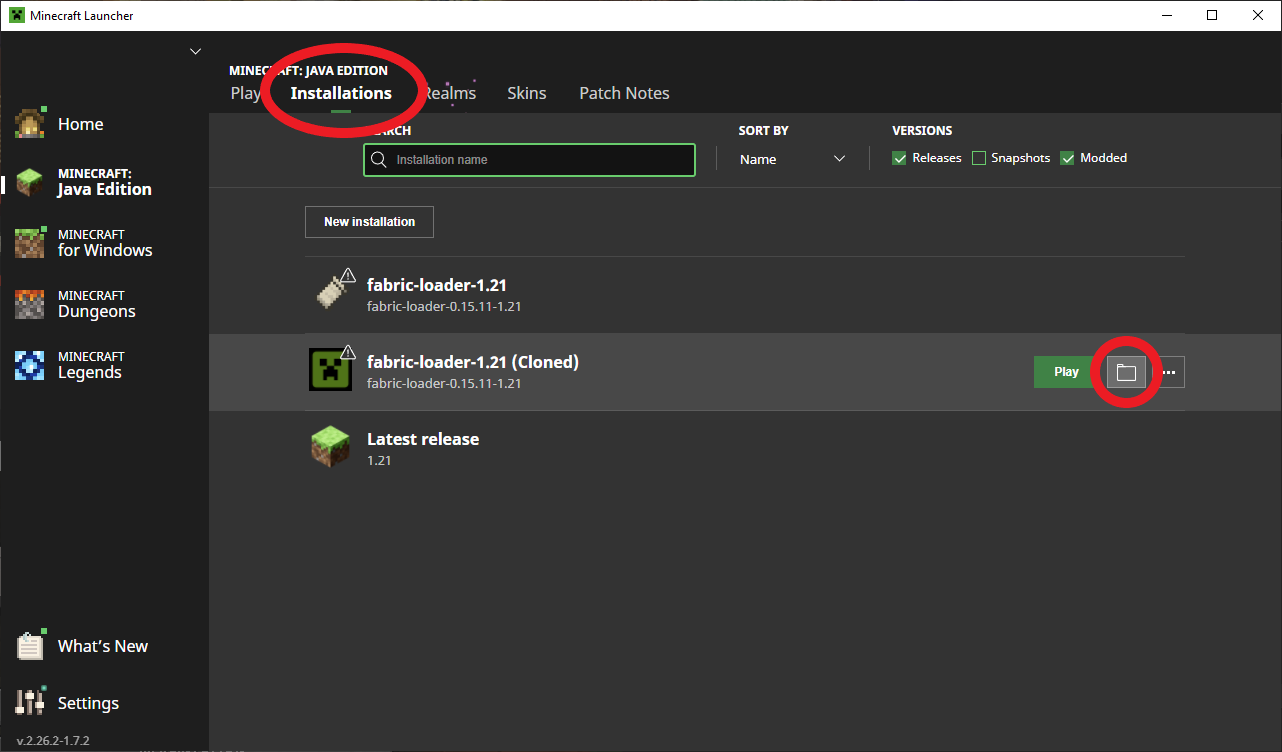 Minecraft Launcher
MINECRAFT: JAVA EDITION
Play Installations Realms Skins Patch Notes
Home
MINECRAFT:
Java Edition
MINECRAFT
for Windows
MINECRAFT
Dungeons
MINECRAFT
Legends
What's New
Settings
v.2.26.2-1.7.2
SEARCH
Installation name
SORT BY
Name
VERSIONS
Releases Snapshots Modded
New installation
fabric-loader-1.21
fabric-loader-0.15.11-1.21
fabric-loader-1.21 (Cloned)
fabric-loader-0.15.11-1.21
Play
Latest release
1.21